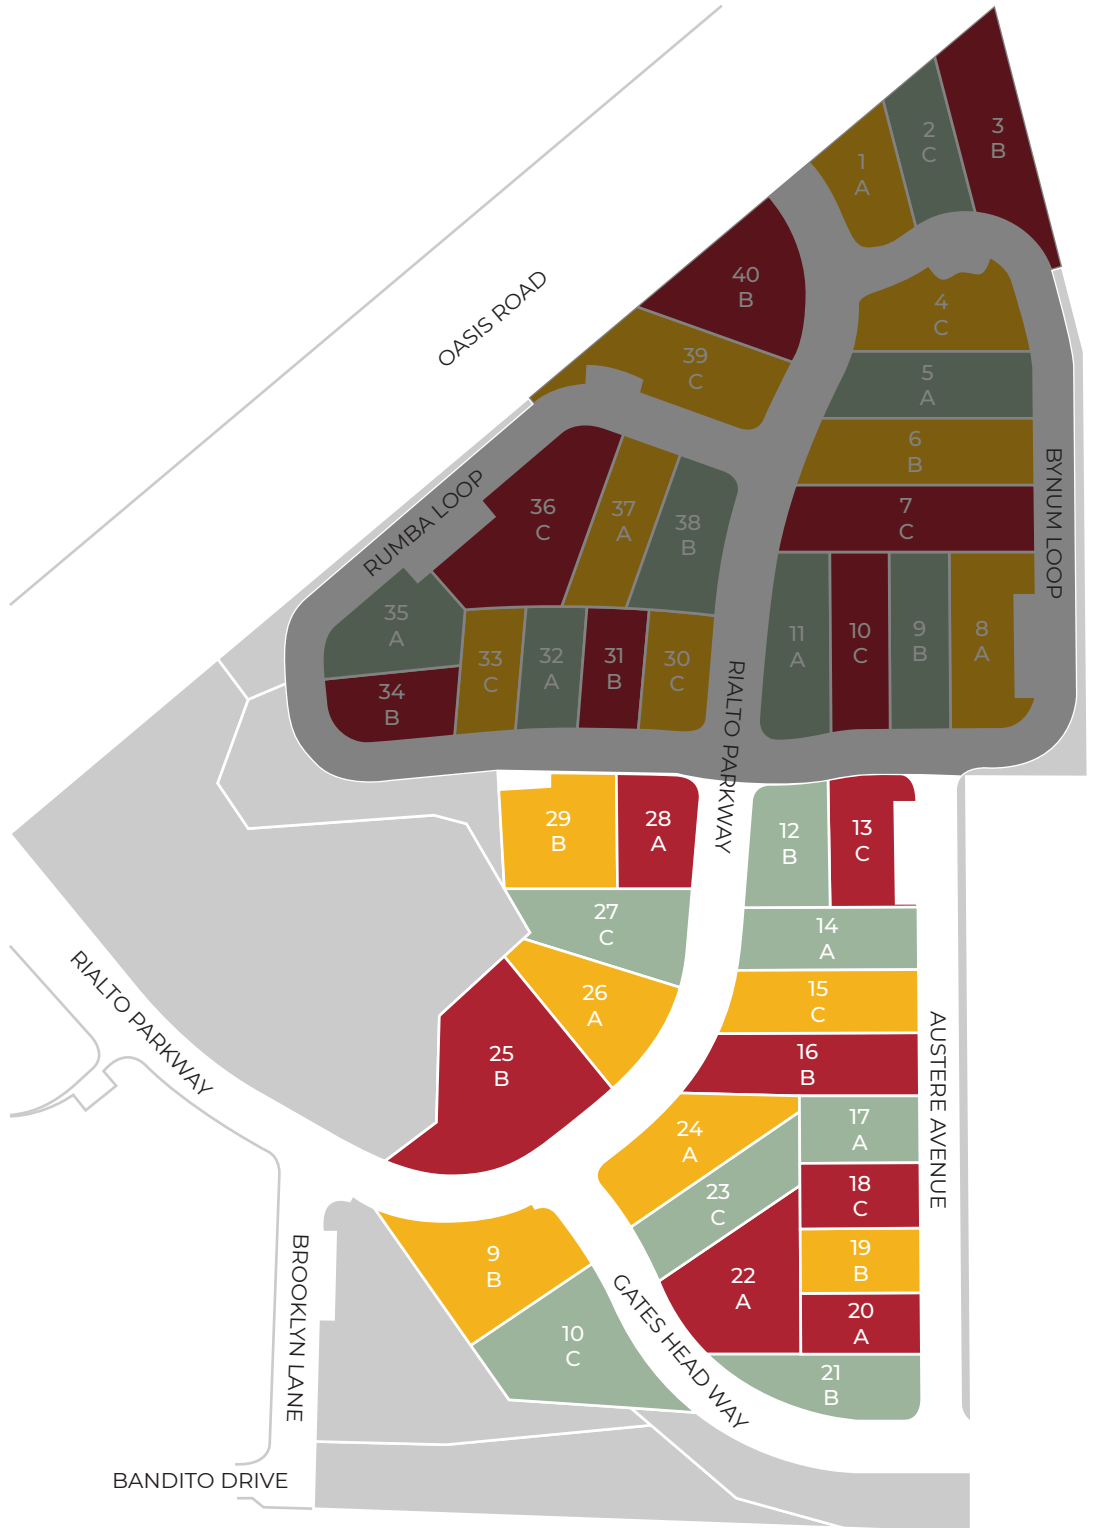 3
B
2
C
1
A
40
B
4
C
39
C
5
A
6
B
7
C
OASIS ROAD
RUMBA LOOP
BYNUM LOOP
36
C
37
A
38
B
35
A
34
B
33
C
32
A
31
B
30
C
11
A
10
C
9
B
8
A
RIALTO PARKWAY
29
B
28
A
12
B
13
C
27
C
14
A
26
A
15
C
25
B
16
B
RIALTO PARKWAY
AUSTERE AVENUE
24
A
17
A
23
C
18
C
9
B
22
A
19
B
10
C
20
A
21
B
GATES HEAD WAY
BROOKLYN LANE
BANDITO DRIVE